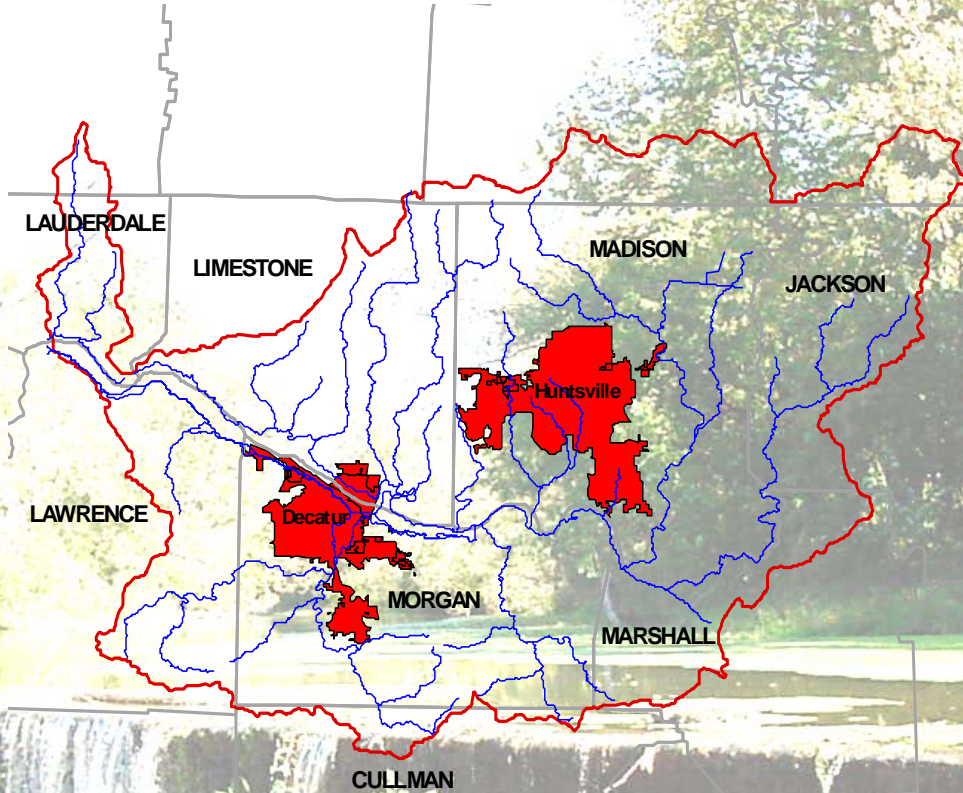 LAUDERDALE
LIMESTONE
MADISON
JACKSON
Huntsville
LAWRENCE
Decatur
MORGAN
MARSHALL
CULLMAN